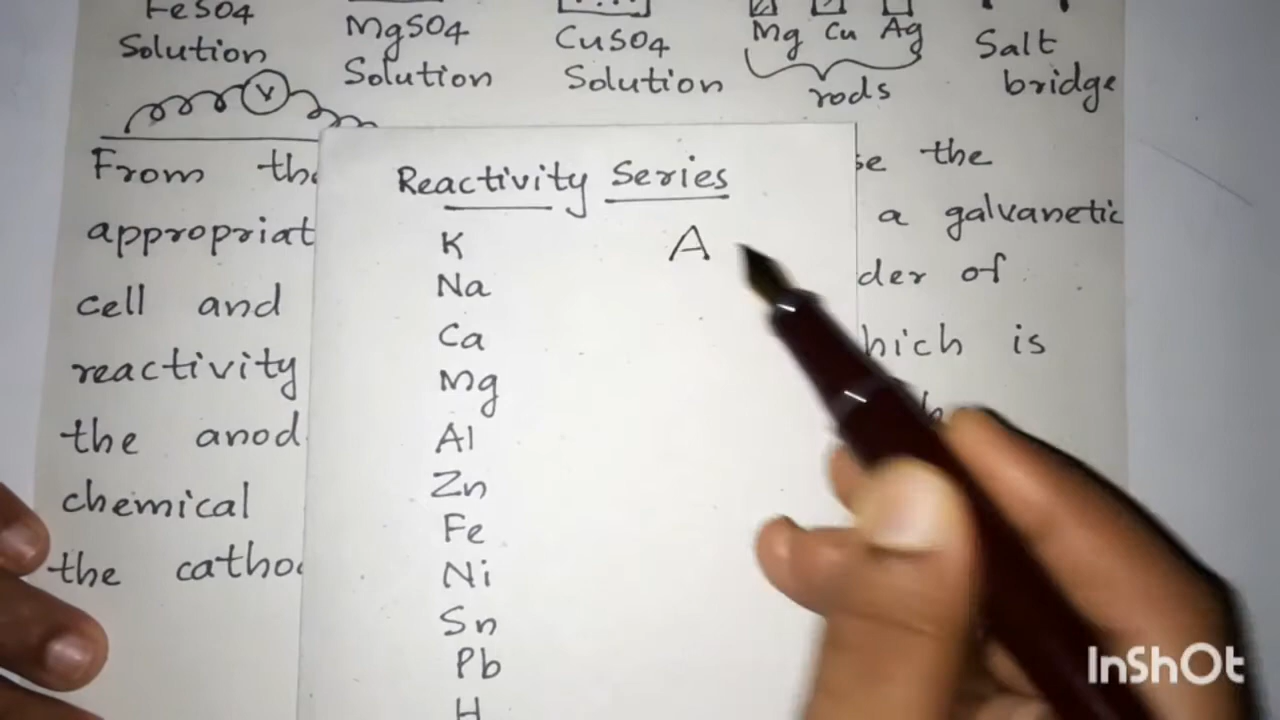 FeSO4
Solution
MgSO4
Solution
CuSO4
Solution
Mg Cu Ag
rods
Salt
bridge
V
From the
appropriat
cell and
reactivity
the anod
chemical
the catho
Reactivity Series
K
Na
Ca
Mg
Al
Zn
Fe
Ni
Sn
Pb
H
A
se the
a galvanetic
der of
hich is
InShOt